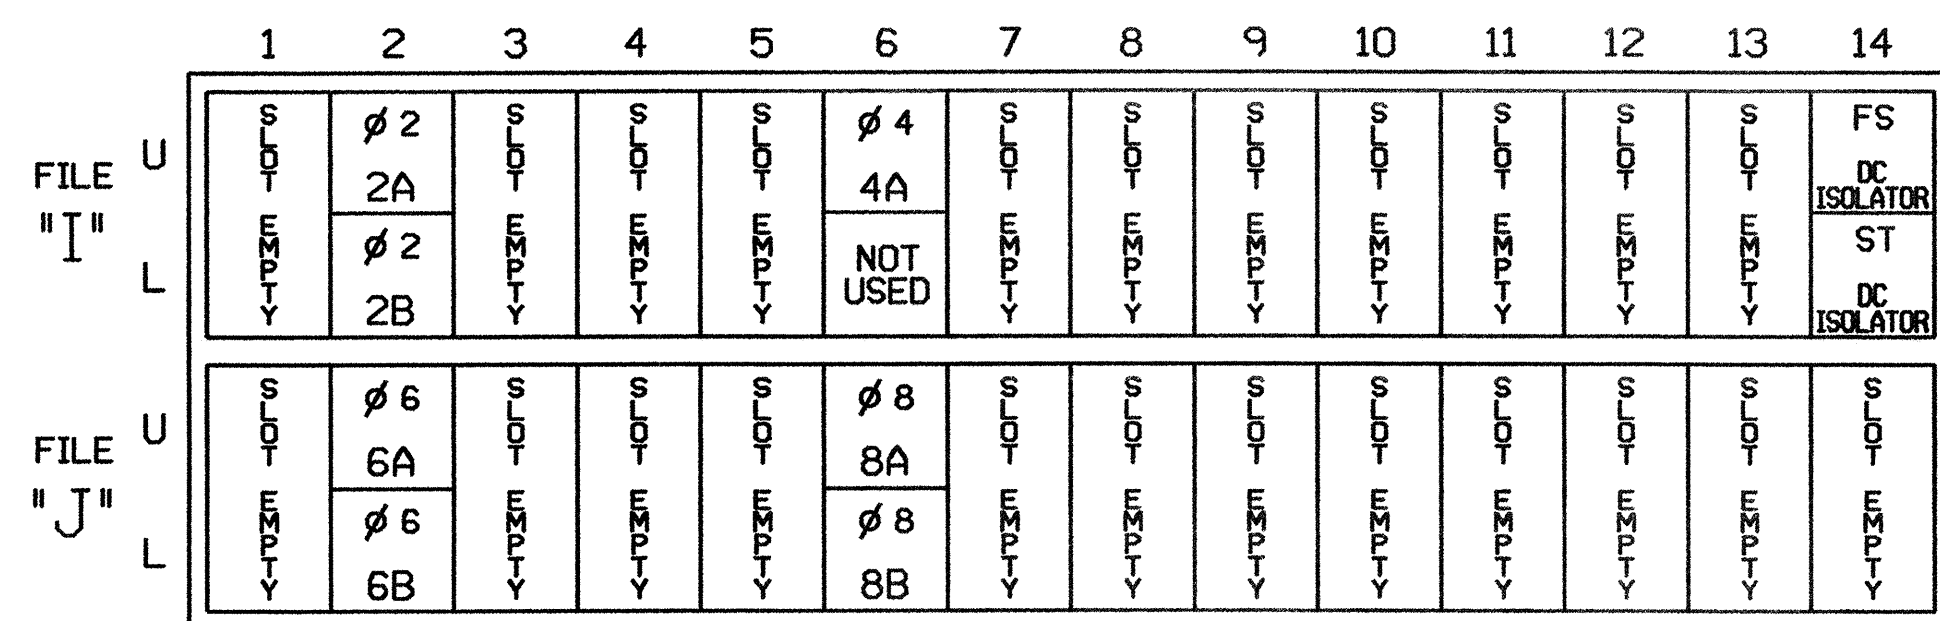 1 2 3 4 5 6 7 8 9 10 11 12 13 14
FILE "I"
U
SLOT EMPTY
ø 2
2A
SLOT EMPTY
SLOT EMPTY
SLOT EMPTY
ø 4
4A
SLOT EMPTY
SLOT EMPTY
SLOT EMPTY
SLOT EMPTY
SLOT EMPTY
SLOT EMPTY
SLOT EMPTY
FS
DC
ISOLATOR
L
ø 2
2B
NOT
USED
ST
DC
ISOLATOR
FILE "J"
U
SLOT EMPTY
ø 6
6A
SLOT EMPTY
SLOT EMPTY
SLOT EMPTY
ø 8
8A
SLOT EMPTY
SLOT EMPTY
SLOT EMPTY
SLOT EMPTY
SLOT EMPTY
SLOT EMPTY
SLOT EMPTY
SLOT EMPTY
L
ø 6
6B
ø 8
8B